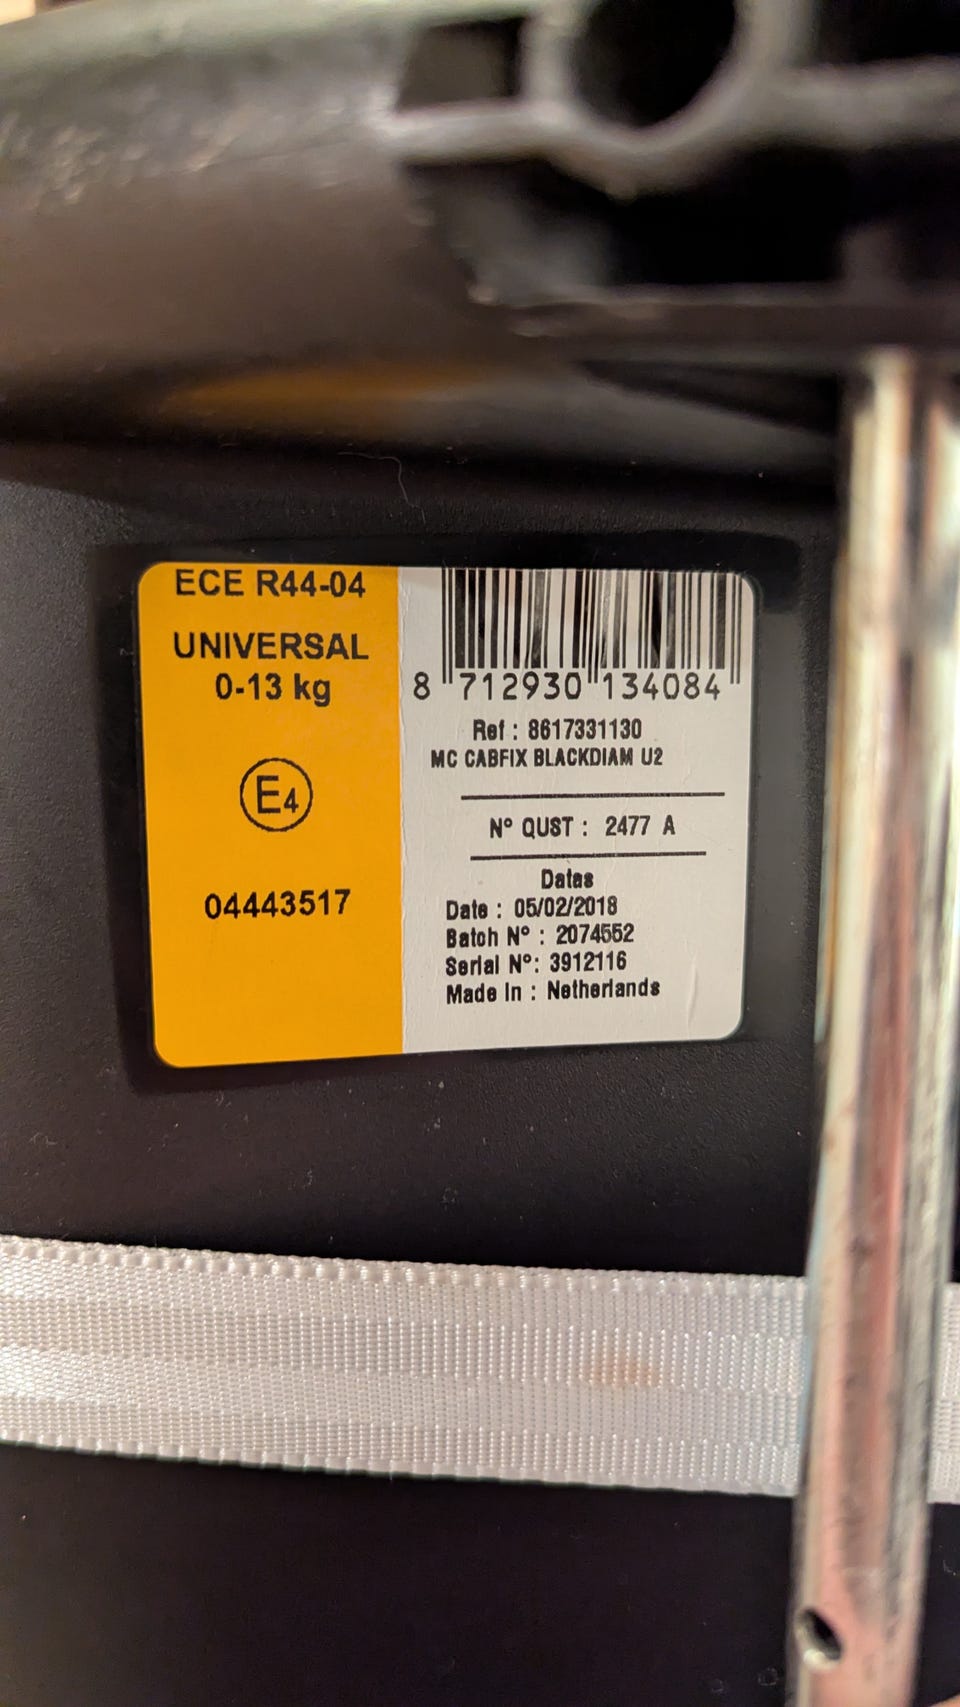 ECE R44-04
UNIVERSAL
0-13 kg
E4
04443517
8 712930 134084
Ref : 8617331130
MC CABFIX BLACKDIAM U2
N° QUST : 2477 A
Datas
Date : 05/02/2018
Batch N° : 2074552
Serial N°: 3912116
Made In : Netherlands